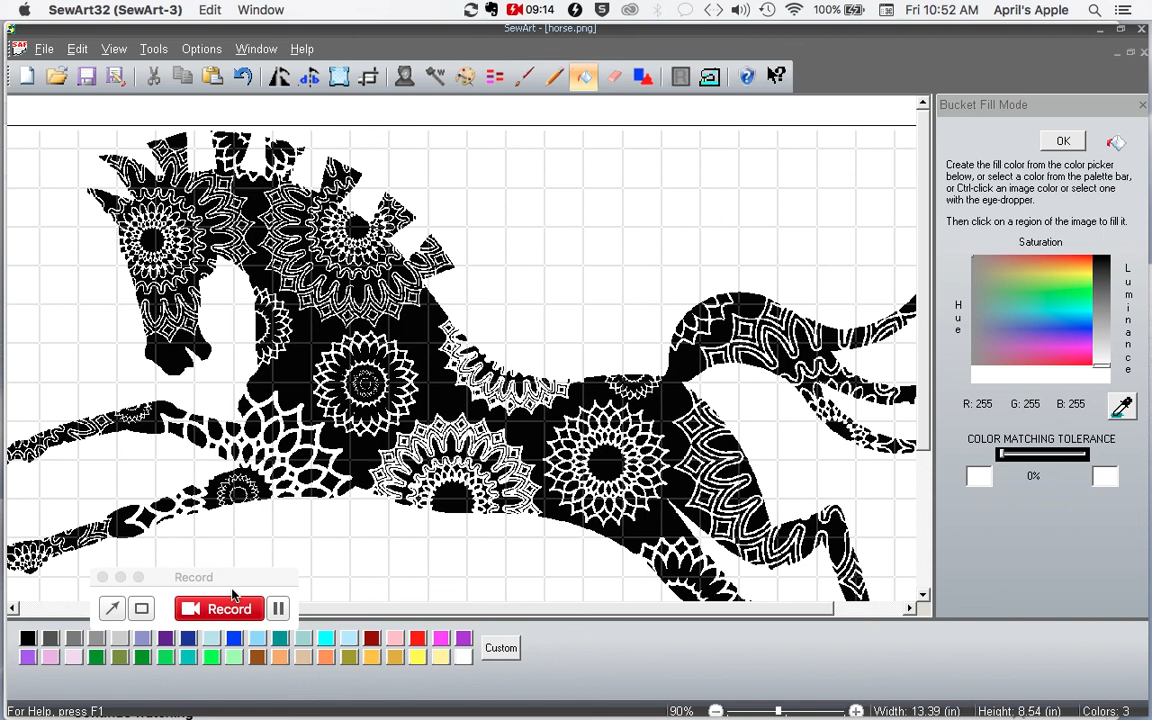 SewArt32 (SewArt-3) Edit Window 09:14 100% Fri 10:52 AM April's Apple
SewArt - [horse.png]
File Edit View Tools Options Window Help
Bucket Fill Mode
OK
Create the fill color from the color picker
below, or select a color from the palette bar,
or Ctrl-click an image color or select one
with the eye-dropper.
Then click on a region of the image to fill it.
Saturation
Hue
Luminance
R: 255 G: 255 B: 255
COLOR MATCHING TOLERANCE
0%
Record
Record
Custom
For Help, press F1 90% Width: 13.39 (in) Height: 8.54 (in) Colors: 3